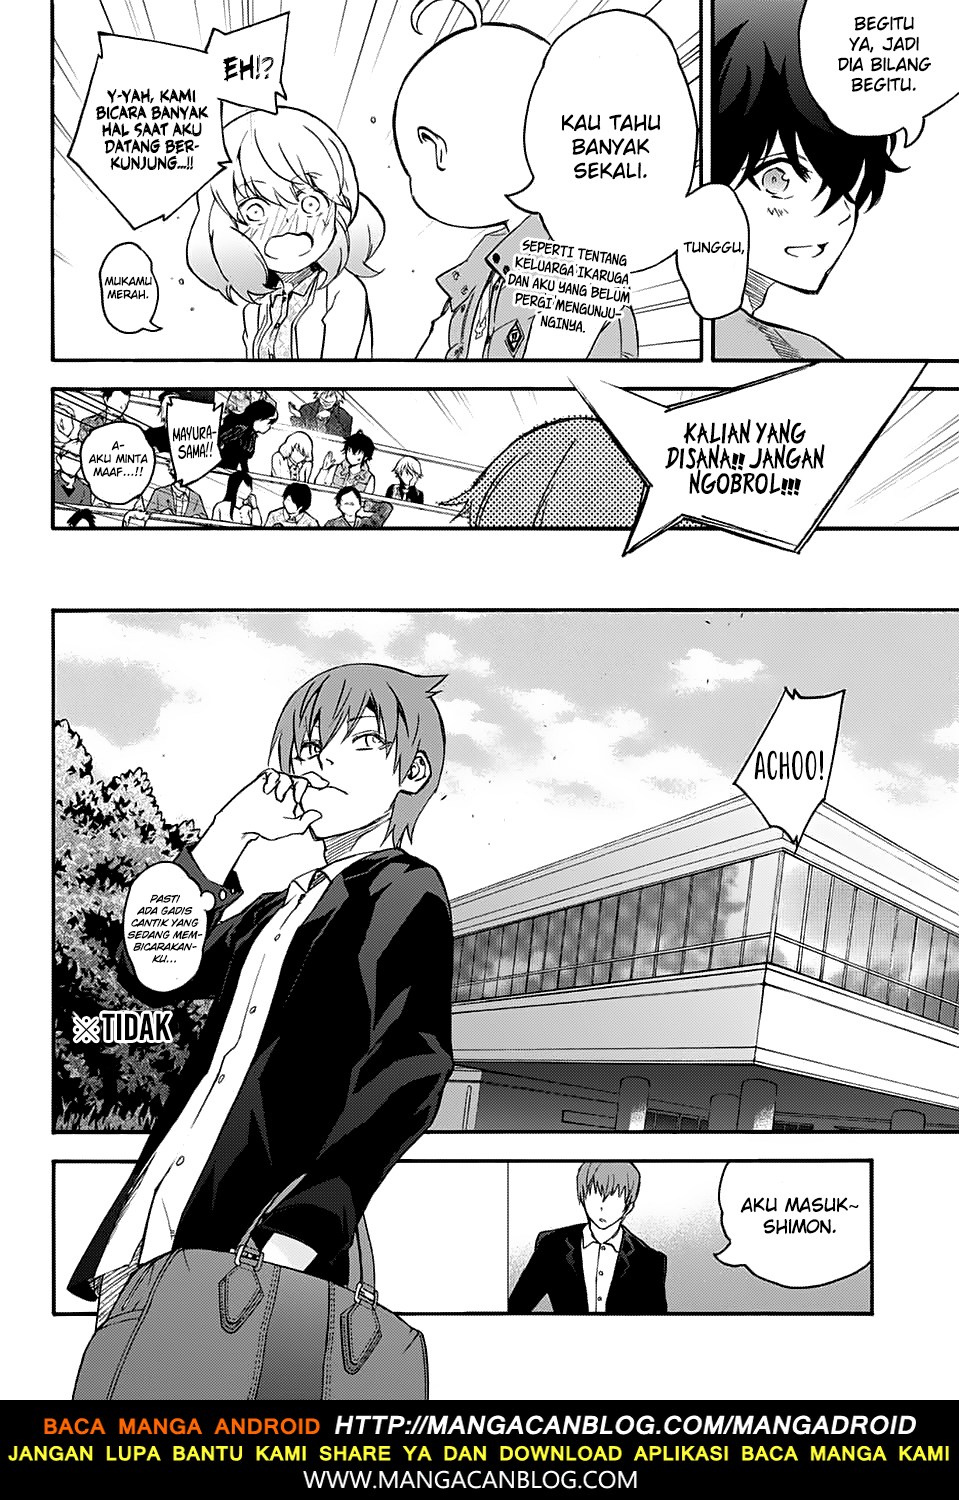 BEGITU
YA, JADI
DIA BILANG
BEGITU.
TUNGGU,
KAU TAHU
BANYAK
SEKALI.
SEPERTI TENTANG
KELUARGA IKARUGA
DAN AKU YANG BELUM
PERGI MENGUNJU-
NGINYA.
EH!?
Y-YAH, KAMI
BICARA BANYAK
HAL SAAT AKU
DATANG BER-
KUNJUNG...!!
MUKAMU
MERAH.
KALIAN YANG
DISANA!! JANGAN
NGOBROL!!!
MAYURA-
SAMA!!
A-
AKU MINTA
MAAF...!!
ACHOO!
PASTI
ADA GADIS
CANTIK YANG
SEDANG MEM-
BICARAKAN-
KU...
※TIDAK
AKU MASUK~
SHIMON.
BACA MANGA ANDROID HTTP://MANGACANBLOG.COM/MANGADROID
JANGAN LUPA BANTU KAMI SHARE YA DAN DOWNLOAD APLIKASI BACA MANGA KAMI
WWW.MANGACANBLOG.COM